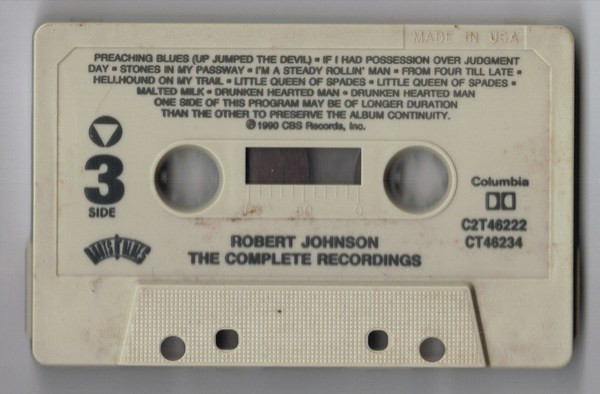 MADE IN USA
PREACHING BLUES (UP JUMPED THE DEVIL) • IF I HAD POSSESSION OVER JUDGMENT
DAY • STONES IN MY PASSWAY • I'M A STEADY ROLLIN' MAN • FROM FOUR TILL LATE •
HELLHOUND ON MY TRAIL • LITTLE QUEEN OF SPADES • LITTLE QUEEN OF SPADES •
MALTED MILK • DRUNKEN HEARTED MAN • DRUNKEN HEARTED MAN
ONE SIDE OF THIS PROGRAM MAY BE OF LONGER DURATION
THAN THE OTHER TO PRESERVE THE ALBUM CONTINUITY.
℗1990 CBS Records, Inc.
3
SIDE
Columbia
C2T46222
CT46234
ROOTS N' BLUES
ROBERT JOHNSON
THE COMPLETE RECORDINGS